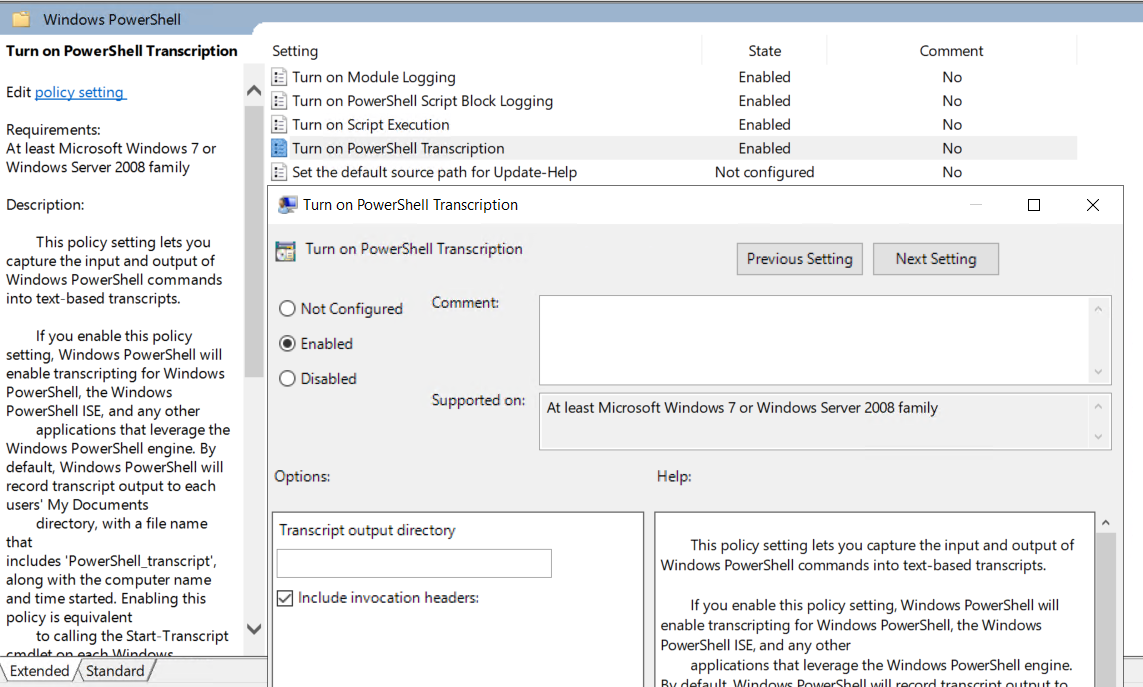 Windows PowerShell
Turn on PowerShell Transcription
Edit policy setting
Requirements:
At least Microsoft Windows 7 or
Windows Server 2008 family
Description:
This policy setting lets you
capture the input and output of
Windows PowerShell commands
into text-based transcripts.
If you enable this policy
setting, Windows PowerShell will
enable transcripting for Windows
PowerShell, the Windows
PowerShell ISE, and any other
applications that leverage the
Windows PowerShell engine. By
default, Windows PowerShell will
record transcript output to each
users' My Documents
directory, with a file name
that
includes 'PowerShell_transcript',
along with the computer name
and time started. Enabling this
policy is equivalent
to calling the Start-Transcript
cmdlet on each Windows
Extended Standard
Setting State Comment
Turn on Module Logging Enabled No
Turn on PowerShell Script Block Logging Enabled No
Turn on Script Execution Enabled No
Turn on PowerShell Transcription Enabled No
Set the default source path for Update-Help Not configured No
Turn on PowerShell Transcription
Turn on PowerShell Transcription
Previous Setting Next Setting
Not Configured
Enabled
Disabled
Comment:
Supported on:
At least Microsoft Windows 7 or Windows Server 2008 family
Options:
Transcript output directory
Include invocation headers:
Help:
This policy setting lets you capture the input and output of
Windows PowerShell commands into text-based transcripts.
If you enable this policy setting, Windows PowerShell will
enable transcripting for Windows PowerShell, the Windows
PowerShell ISE, and any other
applications that leverage the Windows PowerShell engine.
By default, Windows PowerShell will record transcript output to